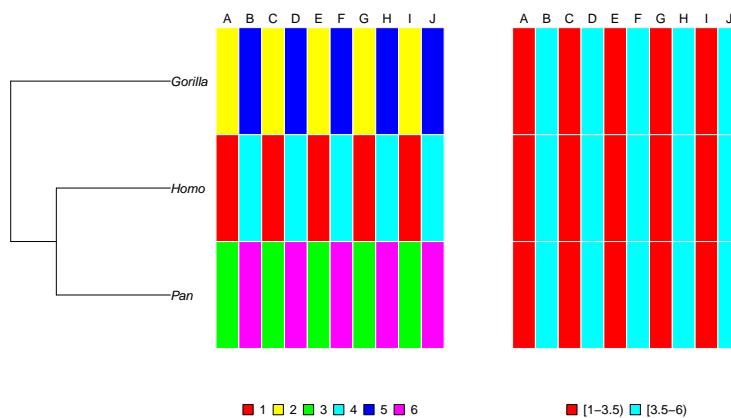 A B C D E F G H I J A B C D E F G H I J
Gorilla
Homo
Pan
1 2 3 4 5 6 [1−3.5) [3.5−6)